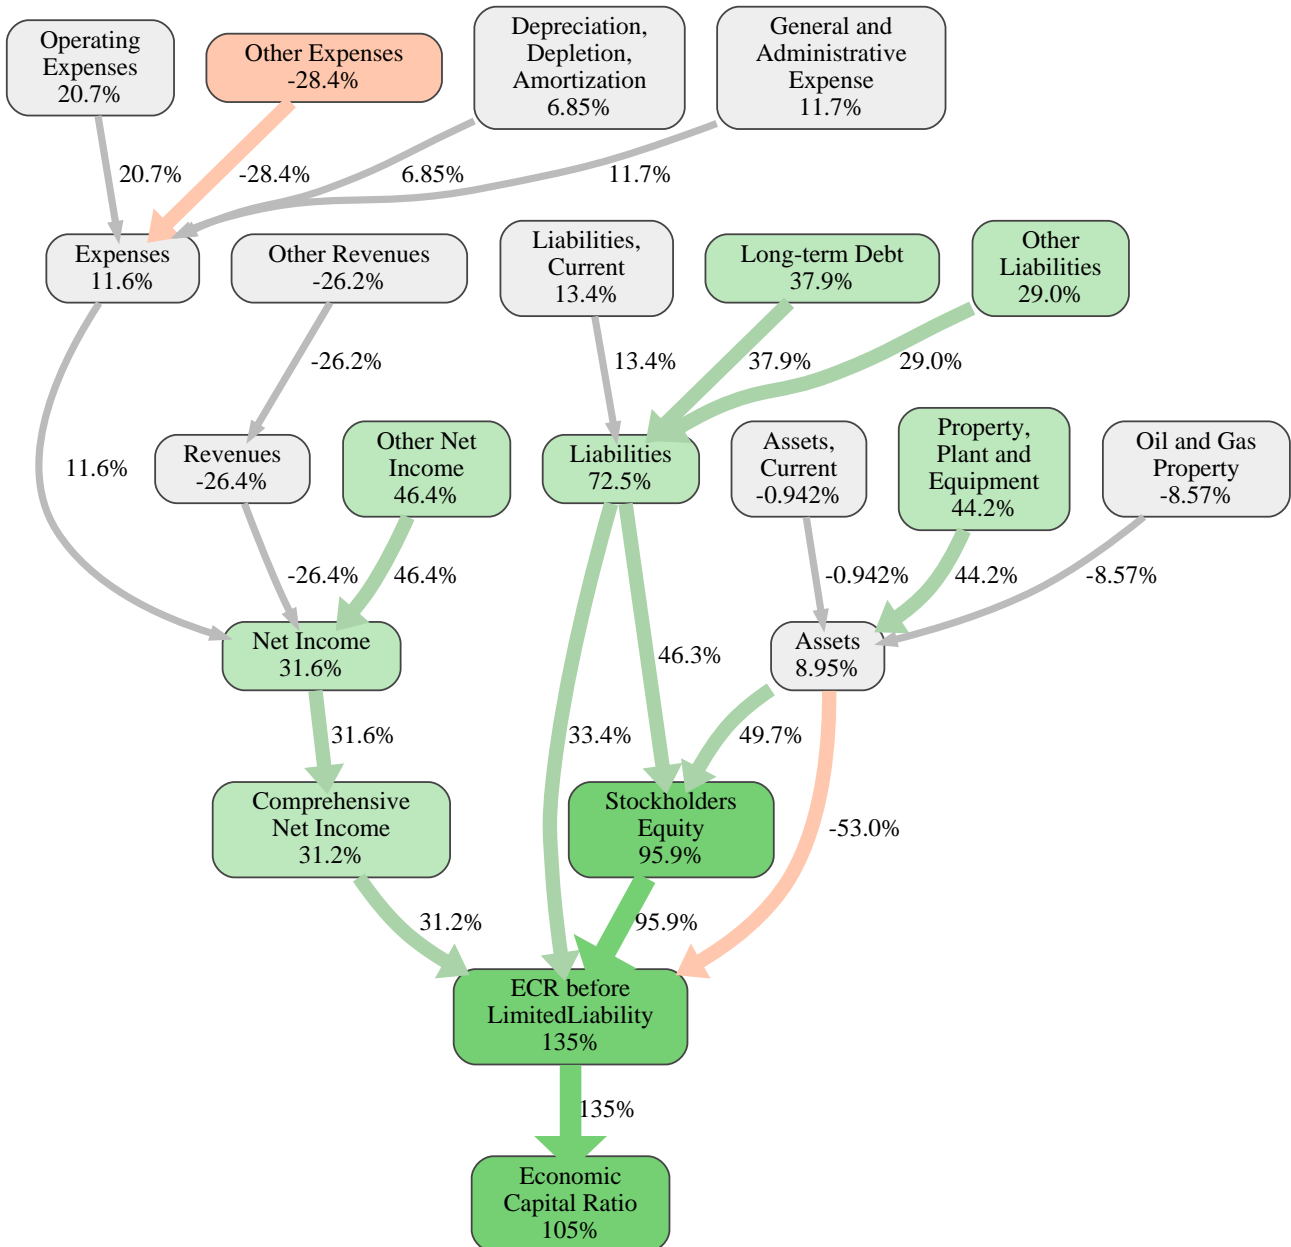 Operating
Expenses
20.7%
Other Expenses
-28.4%
Depreciation,
Depletion,
Amortization
6.85%
General and
Administrative
Expense
11.7%
20.7%
-28.4%
6.85%
11.7%
Expenses
11.6%
Other Revenues
-26.2%
Liabilities,
Current
13.4%
Long-term Debt
37.9%
Other
Liabilities
29.0%
-26.2%
13.4%
37.9%
29.0%
11.6%
Revenues
-26.4%
Other Net
Income
46.4%
Liabilities
72.5%
Assets,
Current
-0.942%
Property,
Plant and
Equipment
44.2%
Oil and Gas
Property
-8.57%
-26.4%
46.4%
-0.942%
44.2%
-8.57%
Net Income
31.6%
46.3%
Assets
8.95%
31.6%
33.4%
49.7%
Comprehensive
Net Income
31.2%
Stockholders
Equity
95.9%
-53.0%
31.2%
95.9%
ECR before
LimitedLiability
135%
135%
Economic
Capital Ratio
105%